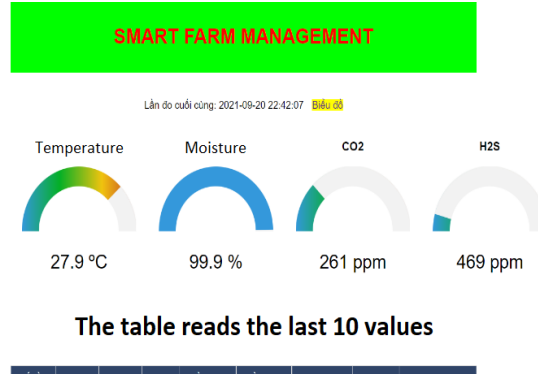 SMART FARM MANAGEMENT
Lần đo cuối cùng: 2021-09-20 22:42:07 Biểu đồ
Temperature Moisture CO2 H2S
27.9 ºC 99.9 % 261 ppm 469 ppm
The table reads the last 10 values